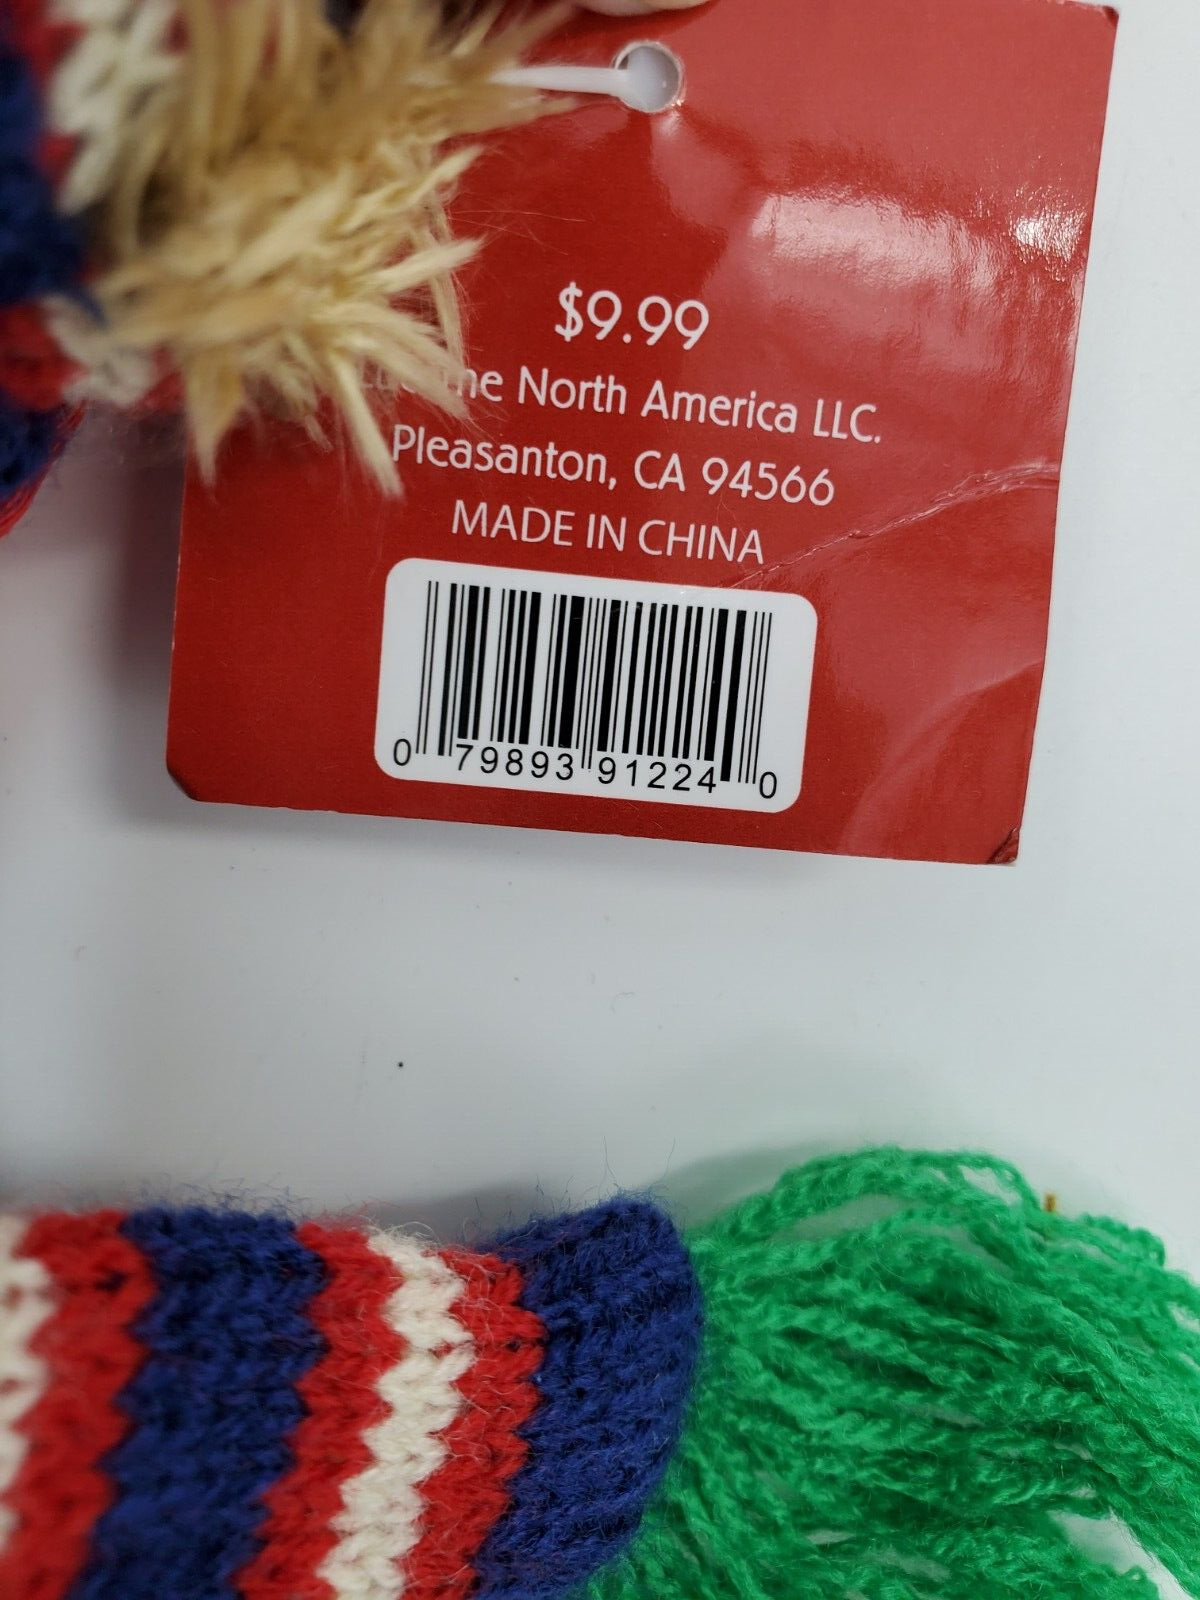 $9.99
North America LLC.
Pleasanton, CA 94566
MADE IN CHINA
0 79893 91224 0